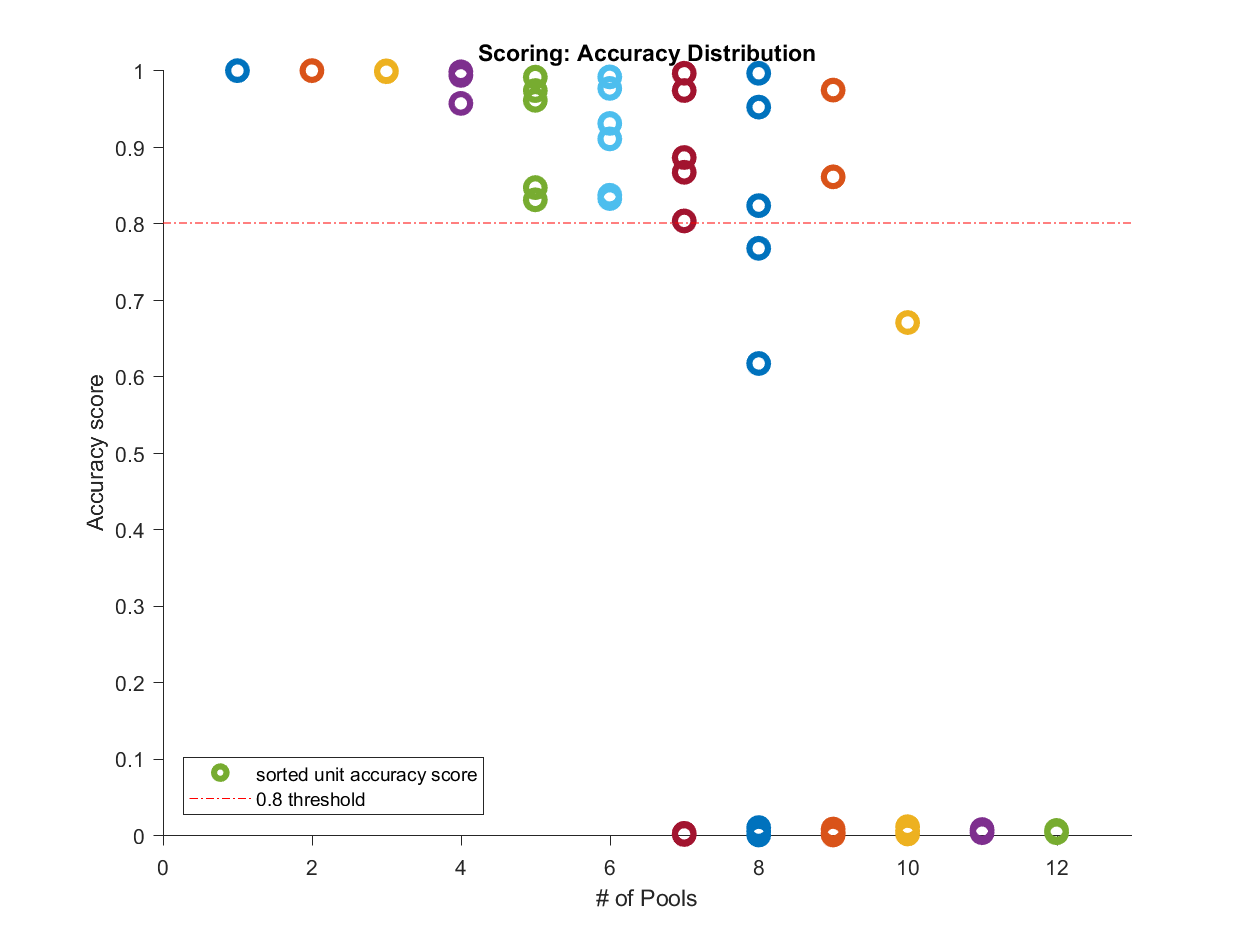 Scoring: Accuracy Distribution
1
0.9
0.8
0.7
0.6
0.5
0.4
0.3
0.2
0.1
0
Accuracy score
sorted unit accuracy score
0.8 threshold
0 2 4 6 8 10 12
# of Pools